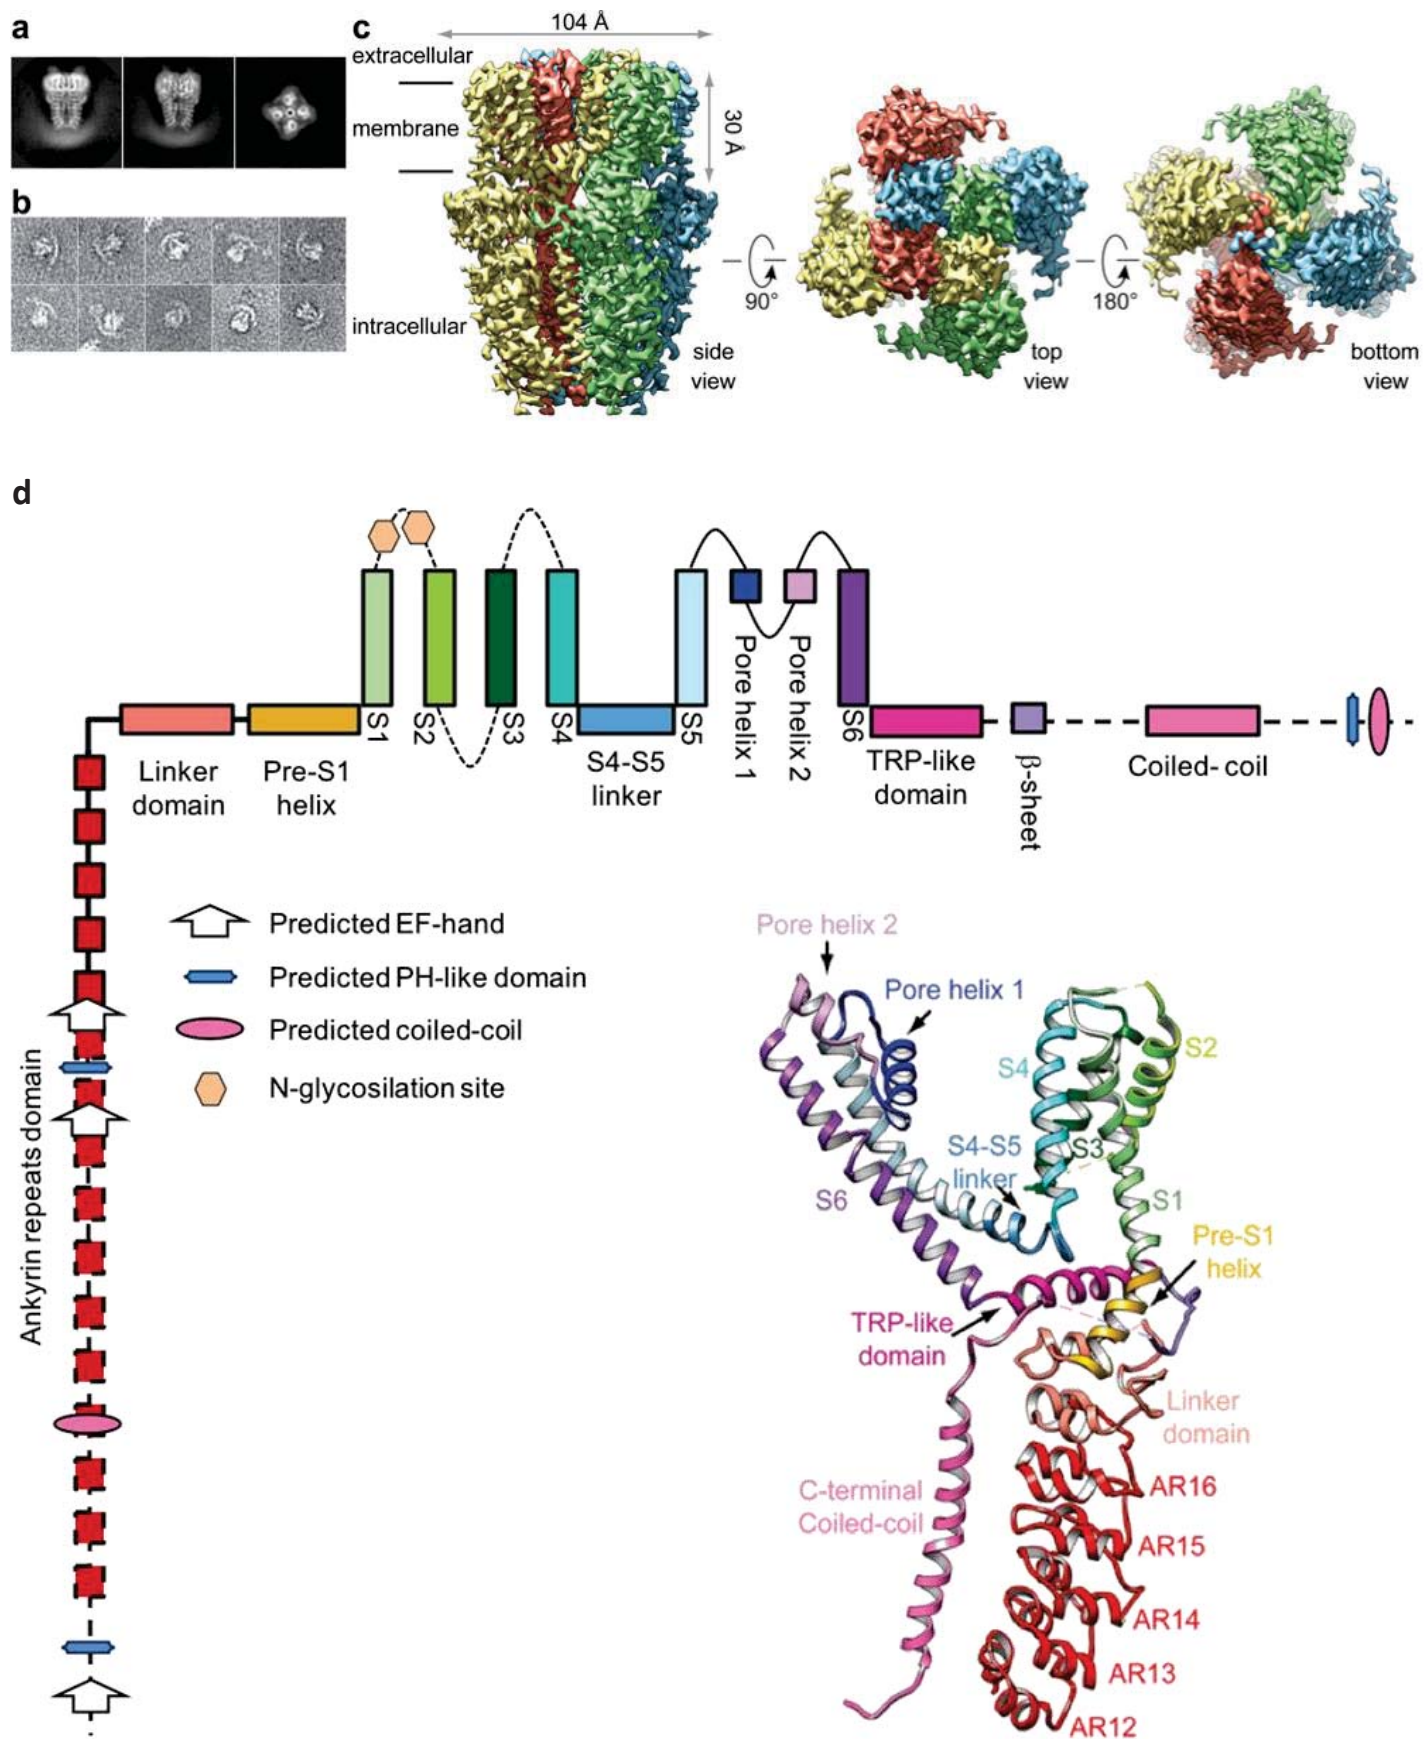 a
c
104 Å
extracellular
membrane
30 Å
b
intracellular
side
view
90°
top
view
180°
bottom
view
d
S1
S2
S3
S4
S5
Pore helix 1
Pore helix 2
S6
Linker
domain
Pre-S1
helix
S4-S5
linker
TRP-like
domain
β-sheet
Coiled- coil
Predicted EF-hand
Predicted PH-like domain
Predicted coiled-coil
N-glycosilation site
Ankyrin repeats domain
Pore helix 2
Pore helix 1
S4
S2
S4-S5
linker
S3
S6
S1
Pre-S1
helix
TRP-like
domain
Linker
domain
C-terminal
Coiled-coil
AR16
AR15
AR14
AR13
AR12